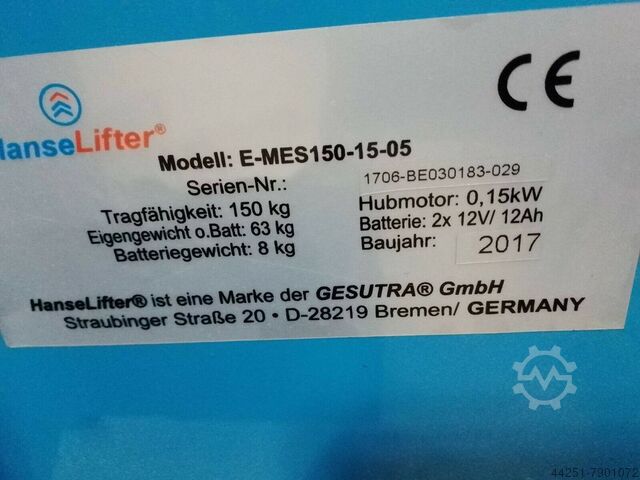 HanseLifter®
CE
Modell: E-MES150-15-05
Serien-Nr.: 1706-BE030183-029
Tragfähigkeit: 150 kg Hubmotor: 0,15kW
Eigengewicht o.Batt: 63 kg Batterie: 2x 12V/ 12Ah
Batteriegewicht: 8 kg Baujahr: 2017
HanseLifter® ist eine Marke der GESUTRA® GmbH
Straubinger Straße 20 • D-28219 Bremen/ GERMANY
44251-7901072